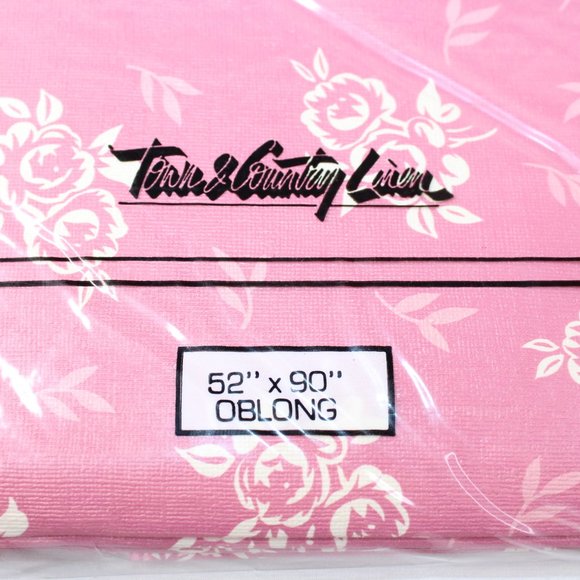 Town & Country Linen
52" x 90"
OBLONG